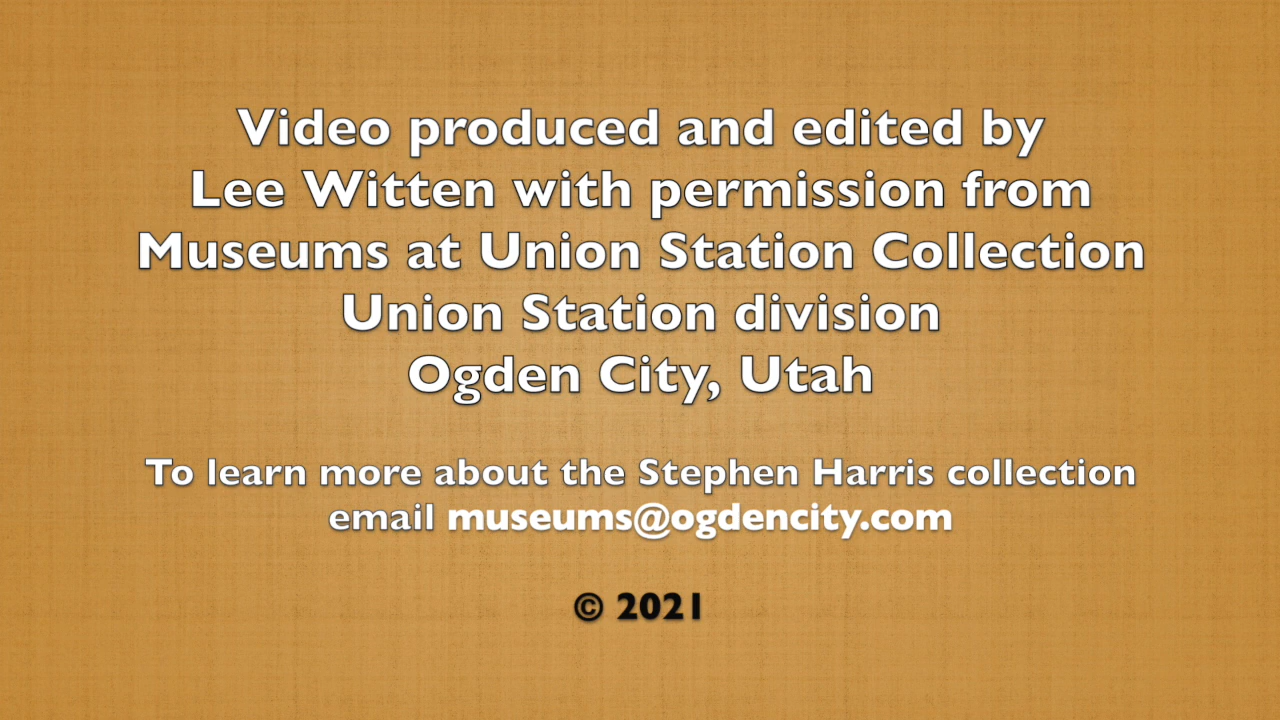 Video produced and edited by
Lee Witten with permission from
Museums at Union Station Collection
Union Station division
Ogden City, Utah
To learn more about the Stephen Harris collection
email museums@ogdencity.com
© 2021